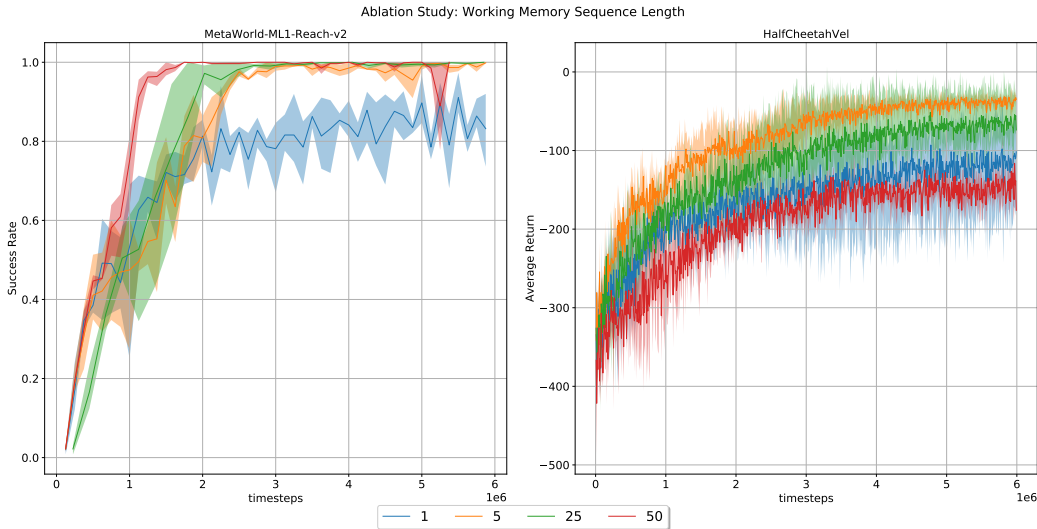 Ablation Study: Working Memory Sequence Length
MetaWorld-ML1-Reach-v2
Success Rate
1.0
0.8
0.6
0.4
0.2
0.0
0 1 2 3 4 5 6
1e6
timesteps
HalfCheetahVel
Average Return
0
−100
−200
−300
−400
−500
0 1 2 3 4 5 6
1e6
timesteps
1 5 25 50